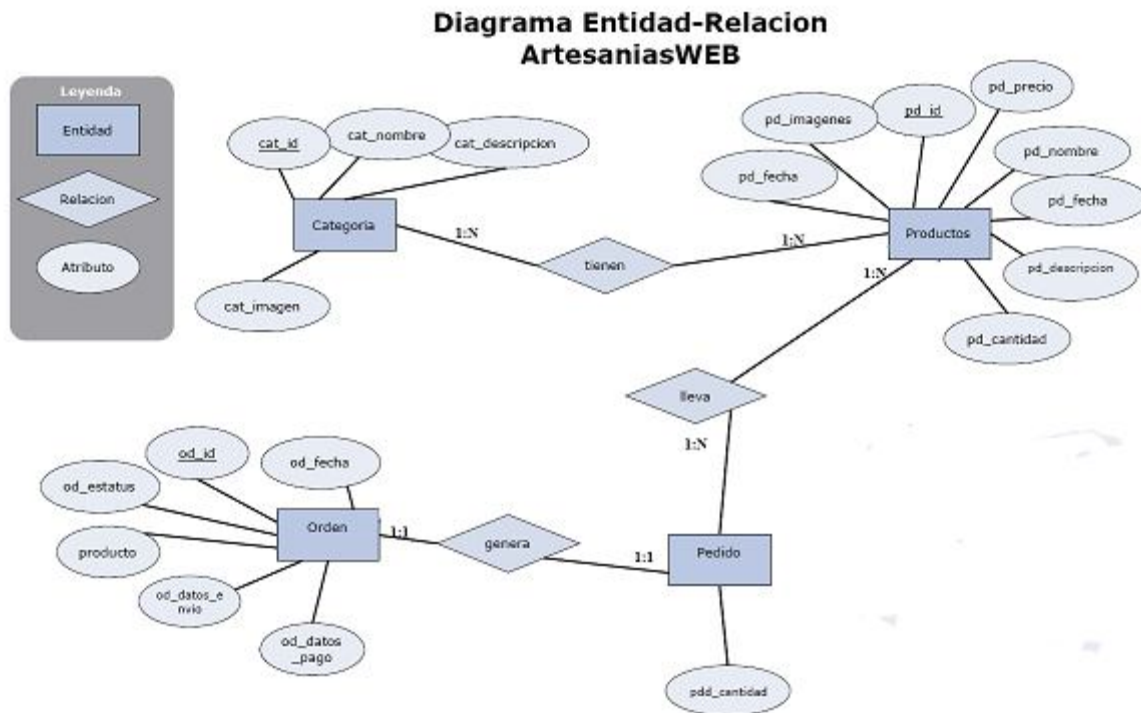 Diagrama Entidad-Relacion
ArtesaniasWEB
Leyenda
Entidad
Relacion
Atributo
cat_id
cat_nombre
cat_descripcion
Categoria
cat_imagen
1:N
tienen
1:N
pd_imagenes
pd_id
pd_precio
pd_fecha
pd_nombre
pd_fecha
Productos
pd_descripcion
pd_cantidad
1:N
lleva
1:N
od_id
od_fecha
od_estatus
Orden
producto
od_datos_e
nvio
od_datos
_pago
1:1
genera
1:1
Pedido
pdd_cantidad